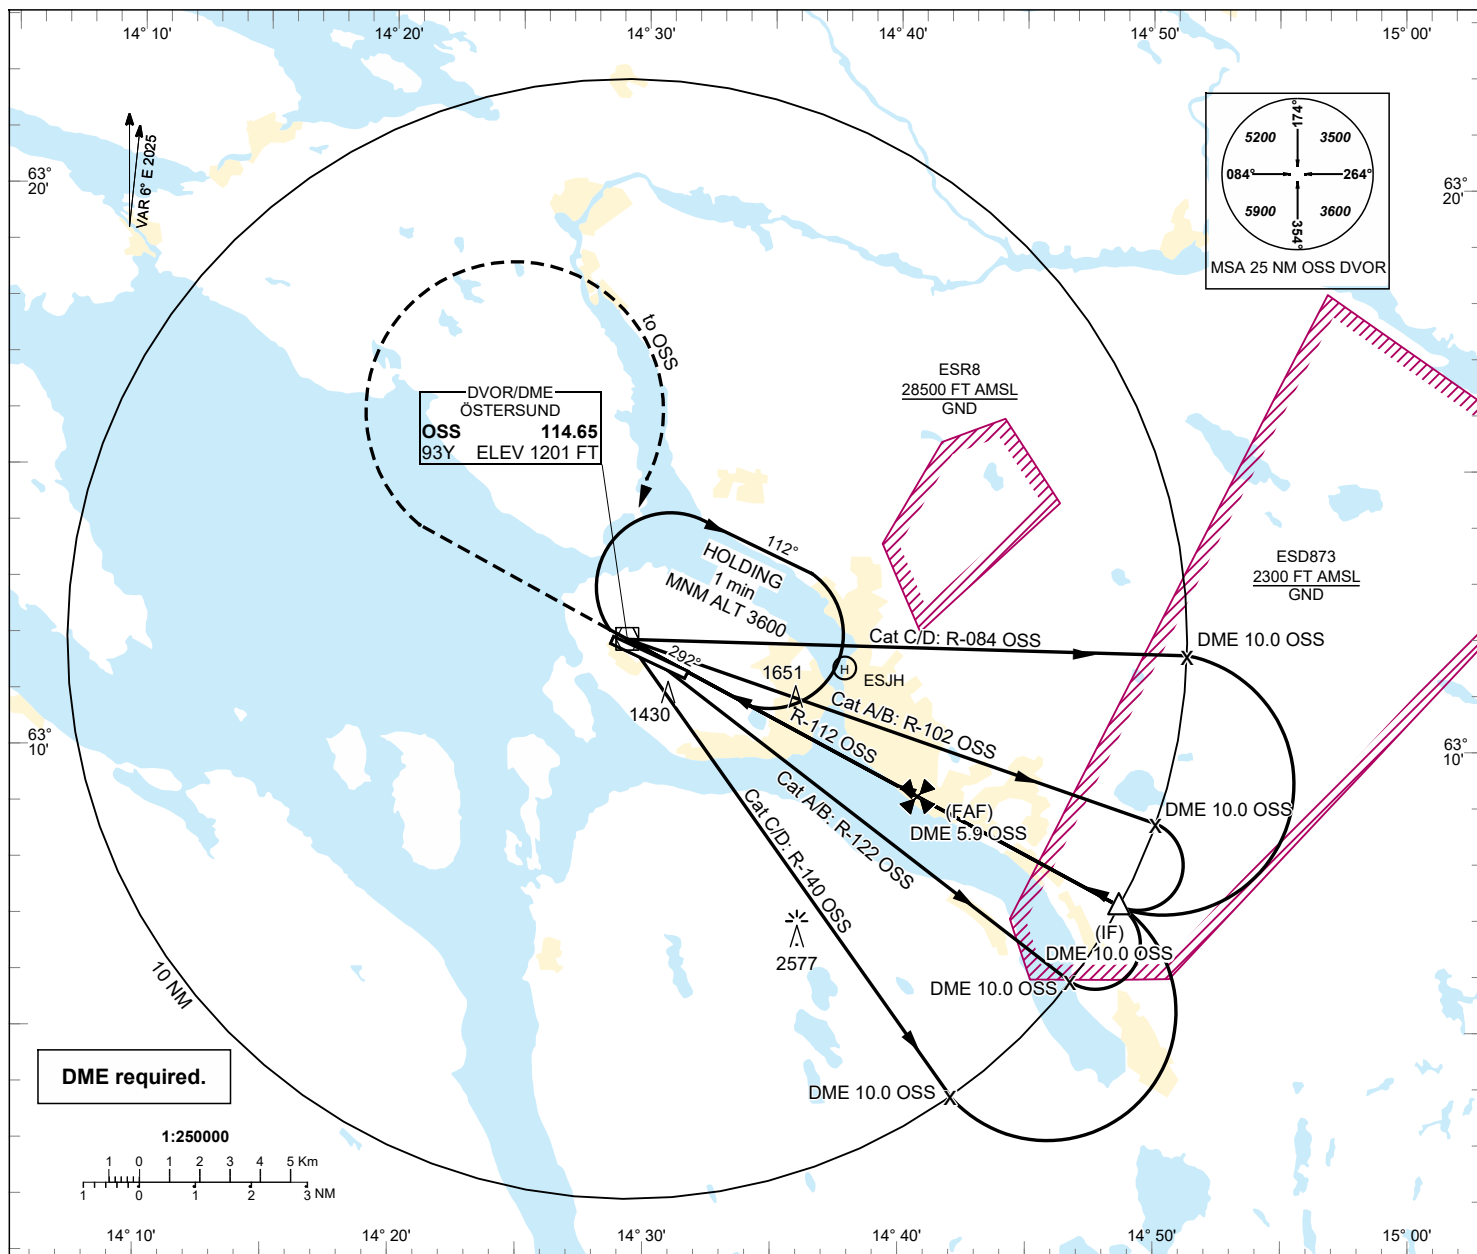 14° 10'
14° 20'
14° 30'
14° 40'
14° 50'
15° 00'
VAR 6° E 2025
63°
20'
63°
20'
174°
5200
3500
084°
264°
5900
3600
354°
MSA 25 NM OSS DVOR
to OSS
DVOR/DME
ÖSTERSUND
OSS 114.65
93Y ELEV 1201 FT
ESR8
28500 FT AMSL
GND
ESD873
2300 FT AMSL
GND
112°
HOLDING
1 min
MNM ALT 3600
Cat C/D: R-084 OSS
DME 10.0 OSS
292°
1651
H
ESJH
1430
Cat A/B: R-102 OSS
R-112 OSS
63°
10'
63°
10'
Cat A/B: R-122 OSS
Cat C/D: R-140 OSS
(FAF)
DME 5.9 OSS
DME 10.0 OSS
(IF)
DME 10.0 OSS
2577
DME 10.0 OSS
10 NM
DME required.
DME 10.0 OSS
1:250000
1 0 1 2 3 4 5 Km
1 0 1 2 3 NM
14° 10'
14° 20'
14° 30'
14° 40'
14° 50'
15° 00'